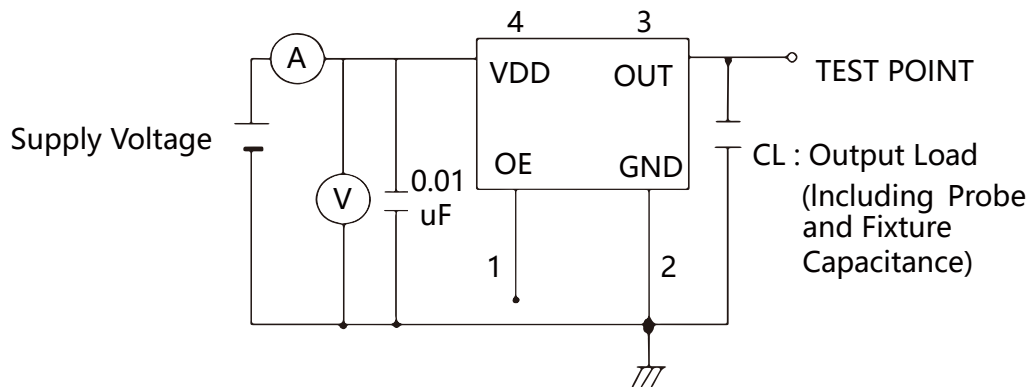 4
3
A
VDD
OUT
TEST POINT
Supply Voltage
OE
GND
CL : Output Load
(Including Probe
and Fixture
Capacitance)
V
0.01
uF
1
2